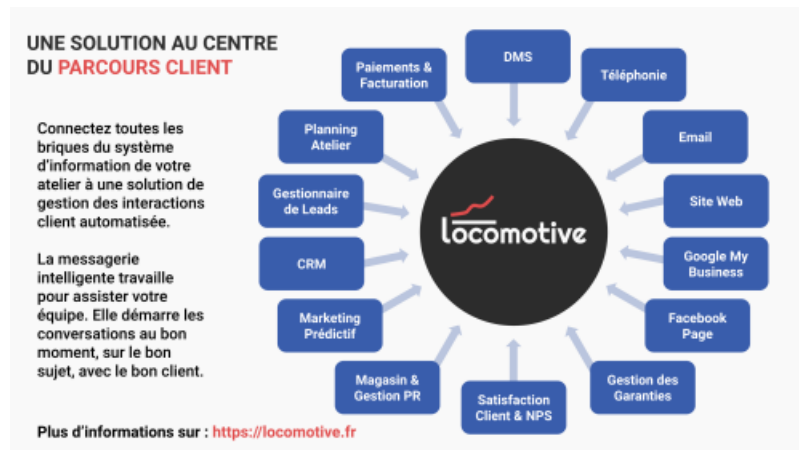 UNE SOLUTION AU CENTRE
DU PARCOURS CLIENT
Connectez toutes les
briques du système
d'information de votre
atelier à une solution de
gestion des interactions
client automatisée.
La messagerie
intelligente travaille
pour assister votre
équipe. Elle démarre les
conversations au bon
moment, sur le bon
sujet, avec le bon client.
Plus d'informations sur : https://locomotive.fr
DMS
Téléphonie
Email
Site Web
Google My
Business
Facebook
Page
Gestion des
Garanties
Satisfaction
Client & NPS
Magasin &
Gestion PR
Marketing
Prédictif
CRM
Gestionnaire
de Leads
Planning
Atelier
Paiements &
Facturation
locomotive